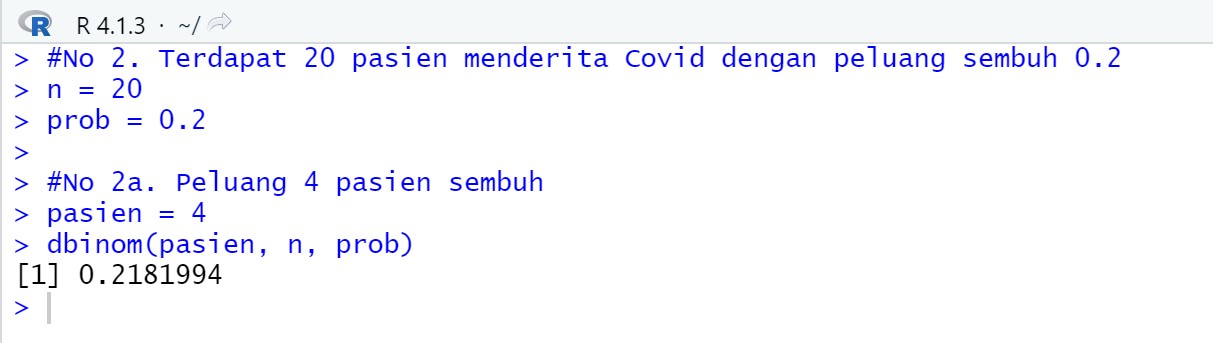 R R 4.1.3 · ~/
> #No 2. Terdapat 20 pasien menderita Covid dengan peluang sembuh 0.2
> n = 20
> prob = 0.2
>
> #No 2a. Peluang 4 pasien sembuh
> pasien = 4
> dbinom(pasien, n, prob)
[1] 0.2181994
>